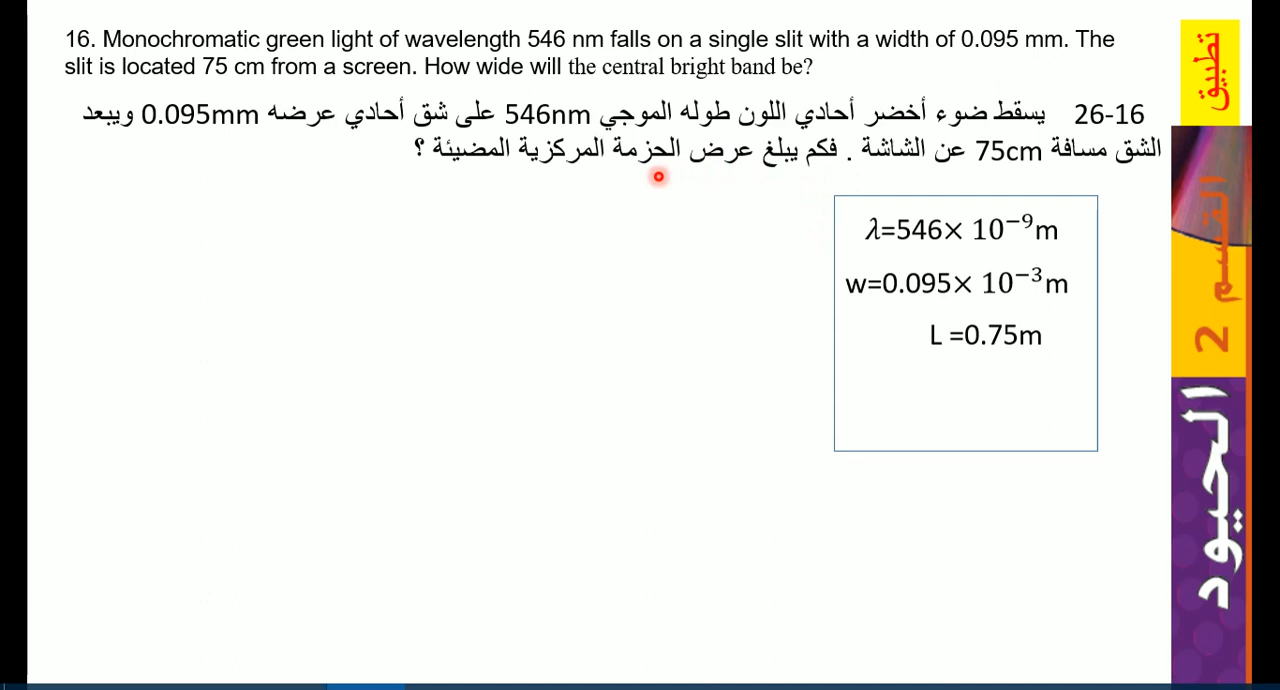 16. Monochromatic green light of wavelength 546 nm falls on a single slit with a width of 0.095 mm. The
slit is located 75 cm from a screen. How wide will the central bright band be?
26-16 يسقط ضوء أخضر أحادي اللون طوله الموجي 546nm على شق أحادي عرضه 0.095mm ويبعد
الشق مسافة 75cm عن الشاشة . فكم يبلغ عرض الحزمة المركزية المضيئة ؟
λ=546× 10⁻⁹m
w=0.095× 10⁻³m
L =0.75m
تطبيق
القسم 2
الحيود